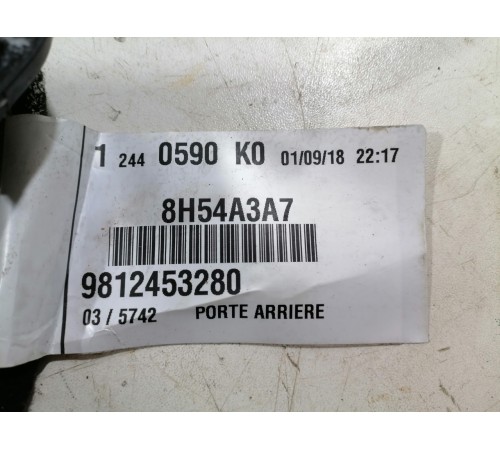 1 244 0590 K0 01/09/18 22:17
8H54A3A7
9812453280
03 / 5742 PORTE ARRIERE